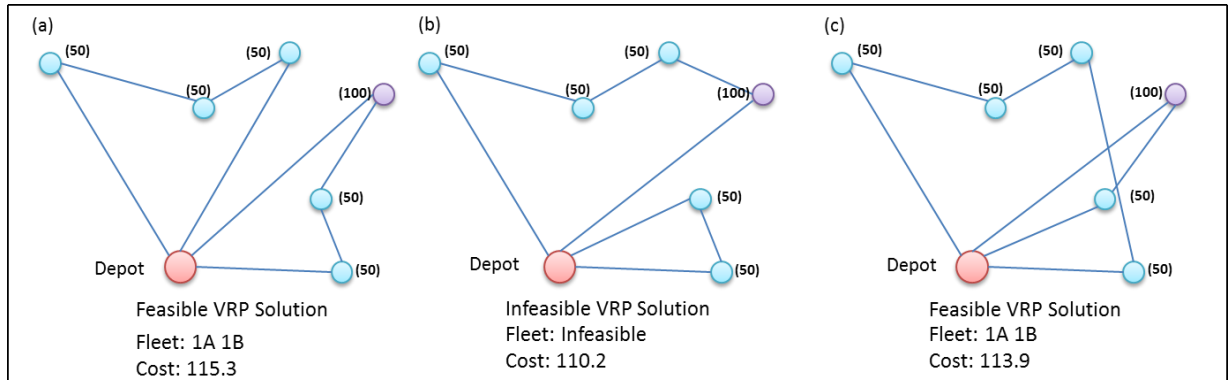 (a)
(50)
(50)
(50)
(100)
(50)
(50)
Depot
Feasible VRP Solution
Fleet: 1A 1B
Cost: 115.3
(b)
(50)
(50)
(50)
(100)
(50)
(50)
Depot
Infeasible VRP Solution
Fleet: Infeasible
Cost: 110.2
(c)
(50)
(50)
(50)
(100)
(50)
(50)
Depot
Feasible VRP Solution
Fleet: 1A 1B
Cost: 113.9